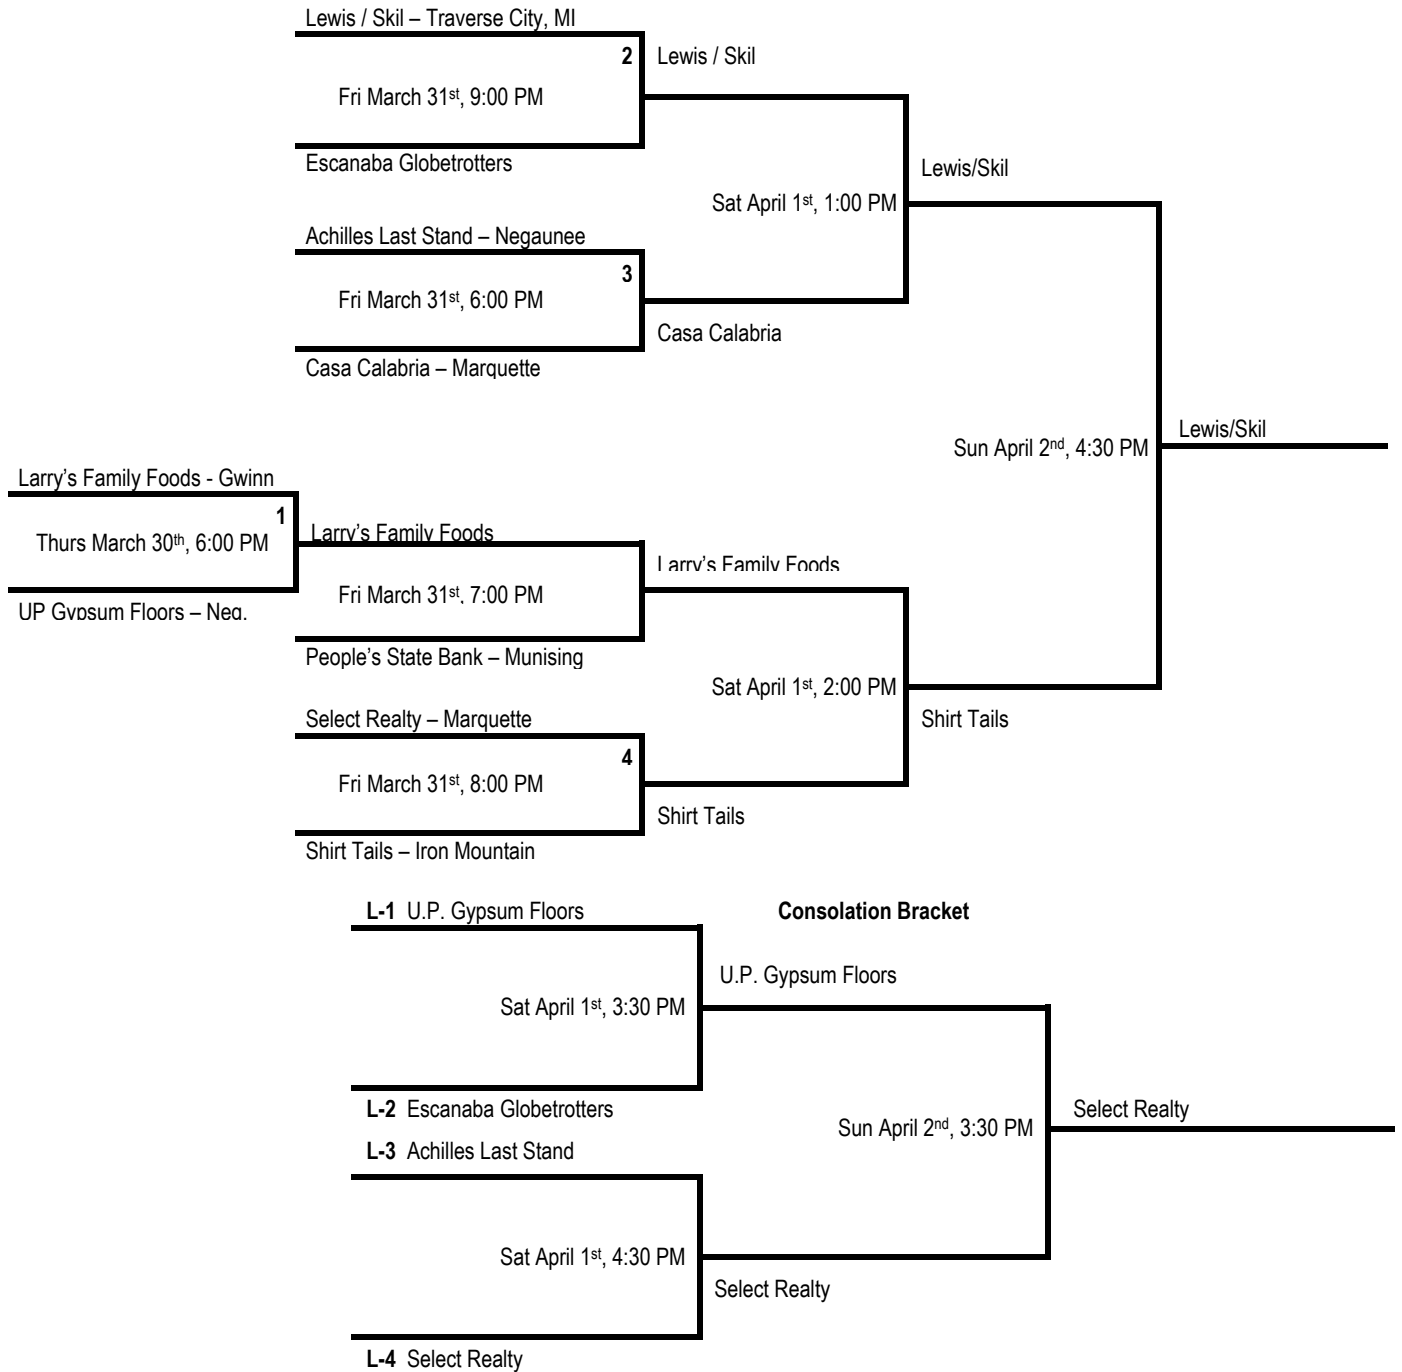 Lewis / Skil – Traverse City, MI
2
Lewis / Skil
Fri March 31st, 9:00 PM
Escanaba Globetrotters
Lewis/Skil
Sat April 1st, 1:00 PM
Achilles Last Stand – Negaunee
3
Fri March 31st, 6:00 PM
Casa Calabria
Casa Calabria – Marquette
Lewis/Skil
Sun April 2nd, 4:30 PM
Larry's Family Foods - Gwinn
1
Thurs March 30th, 6:00 PM
Larry's Family Foods
UP Gypsum Floors – Neg.
Larry's Family Foods
Fri March 31st, 7:00 PM
People's State Bank – Munising
Sat April 1st, 2:00 PM
Shirt Tails
Select Realty – Marquette
4
Fri March 31st, 8:00 PM
Shirt Tails
Shirt Tails – Iron Mountain
L-1 U.P. Gypsum Floors
Consolation Bracket
U.P. Gypsum Floors
Sat April 1st, 3:30 PM
L-2 Escanaba Globetrotters
Select Realty
Sun April 2nd, 3:30 PM
L-3 Achilles Last Stand
Sat April 1st, 4:30 PM
Select Realty
L-4 Select Realty